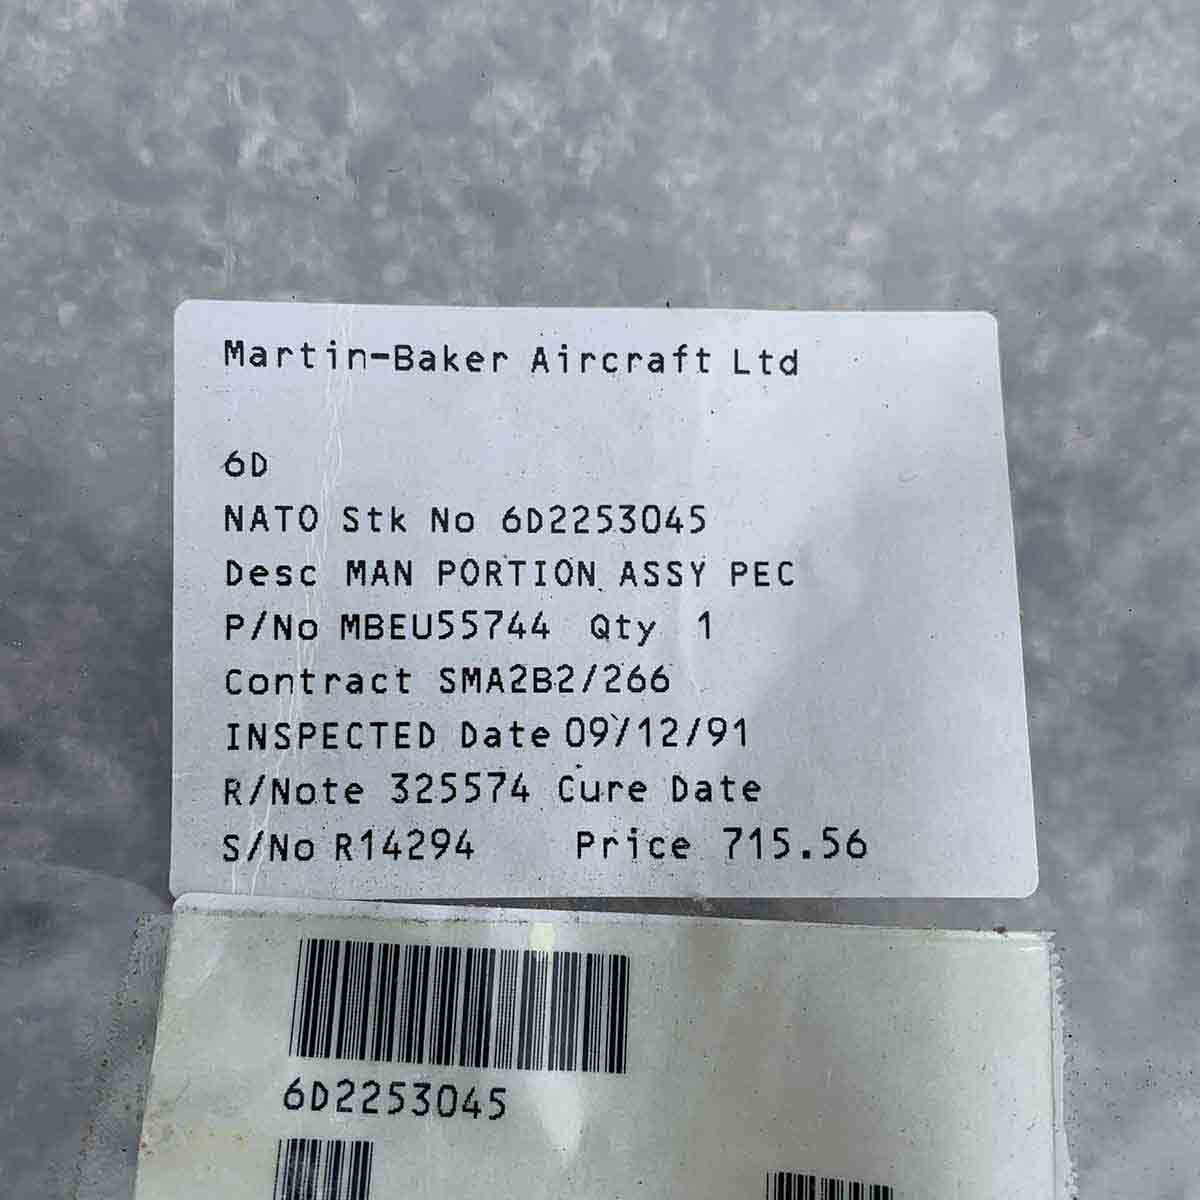 Martin-Baker Aircraft Ltd
6D
NATO Stk No 6D2253045
Desc MAN PORTION ASSY PEC
P/No MBEU55744 Qty 1
Contract SMA2B2/266
INSPECTED Date 09/12/91
R/Note 325574 Cure Date
S/No R14294 Price 715.56
6D2253045